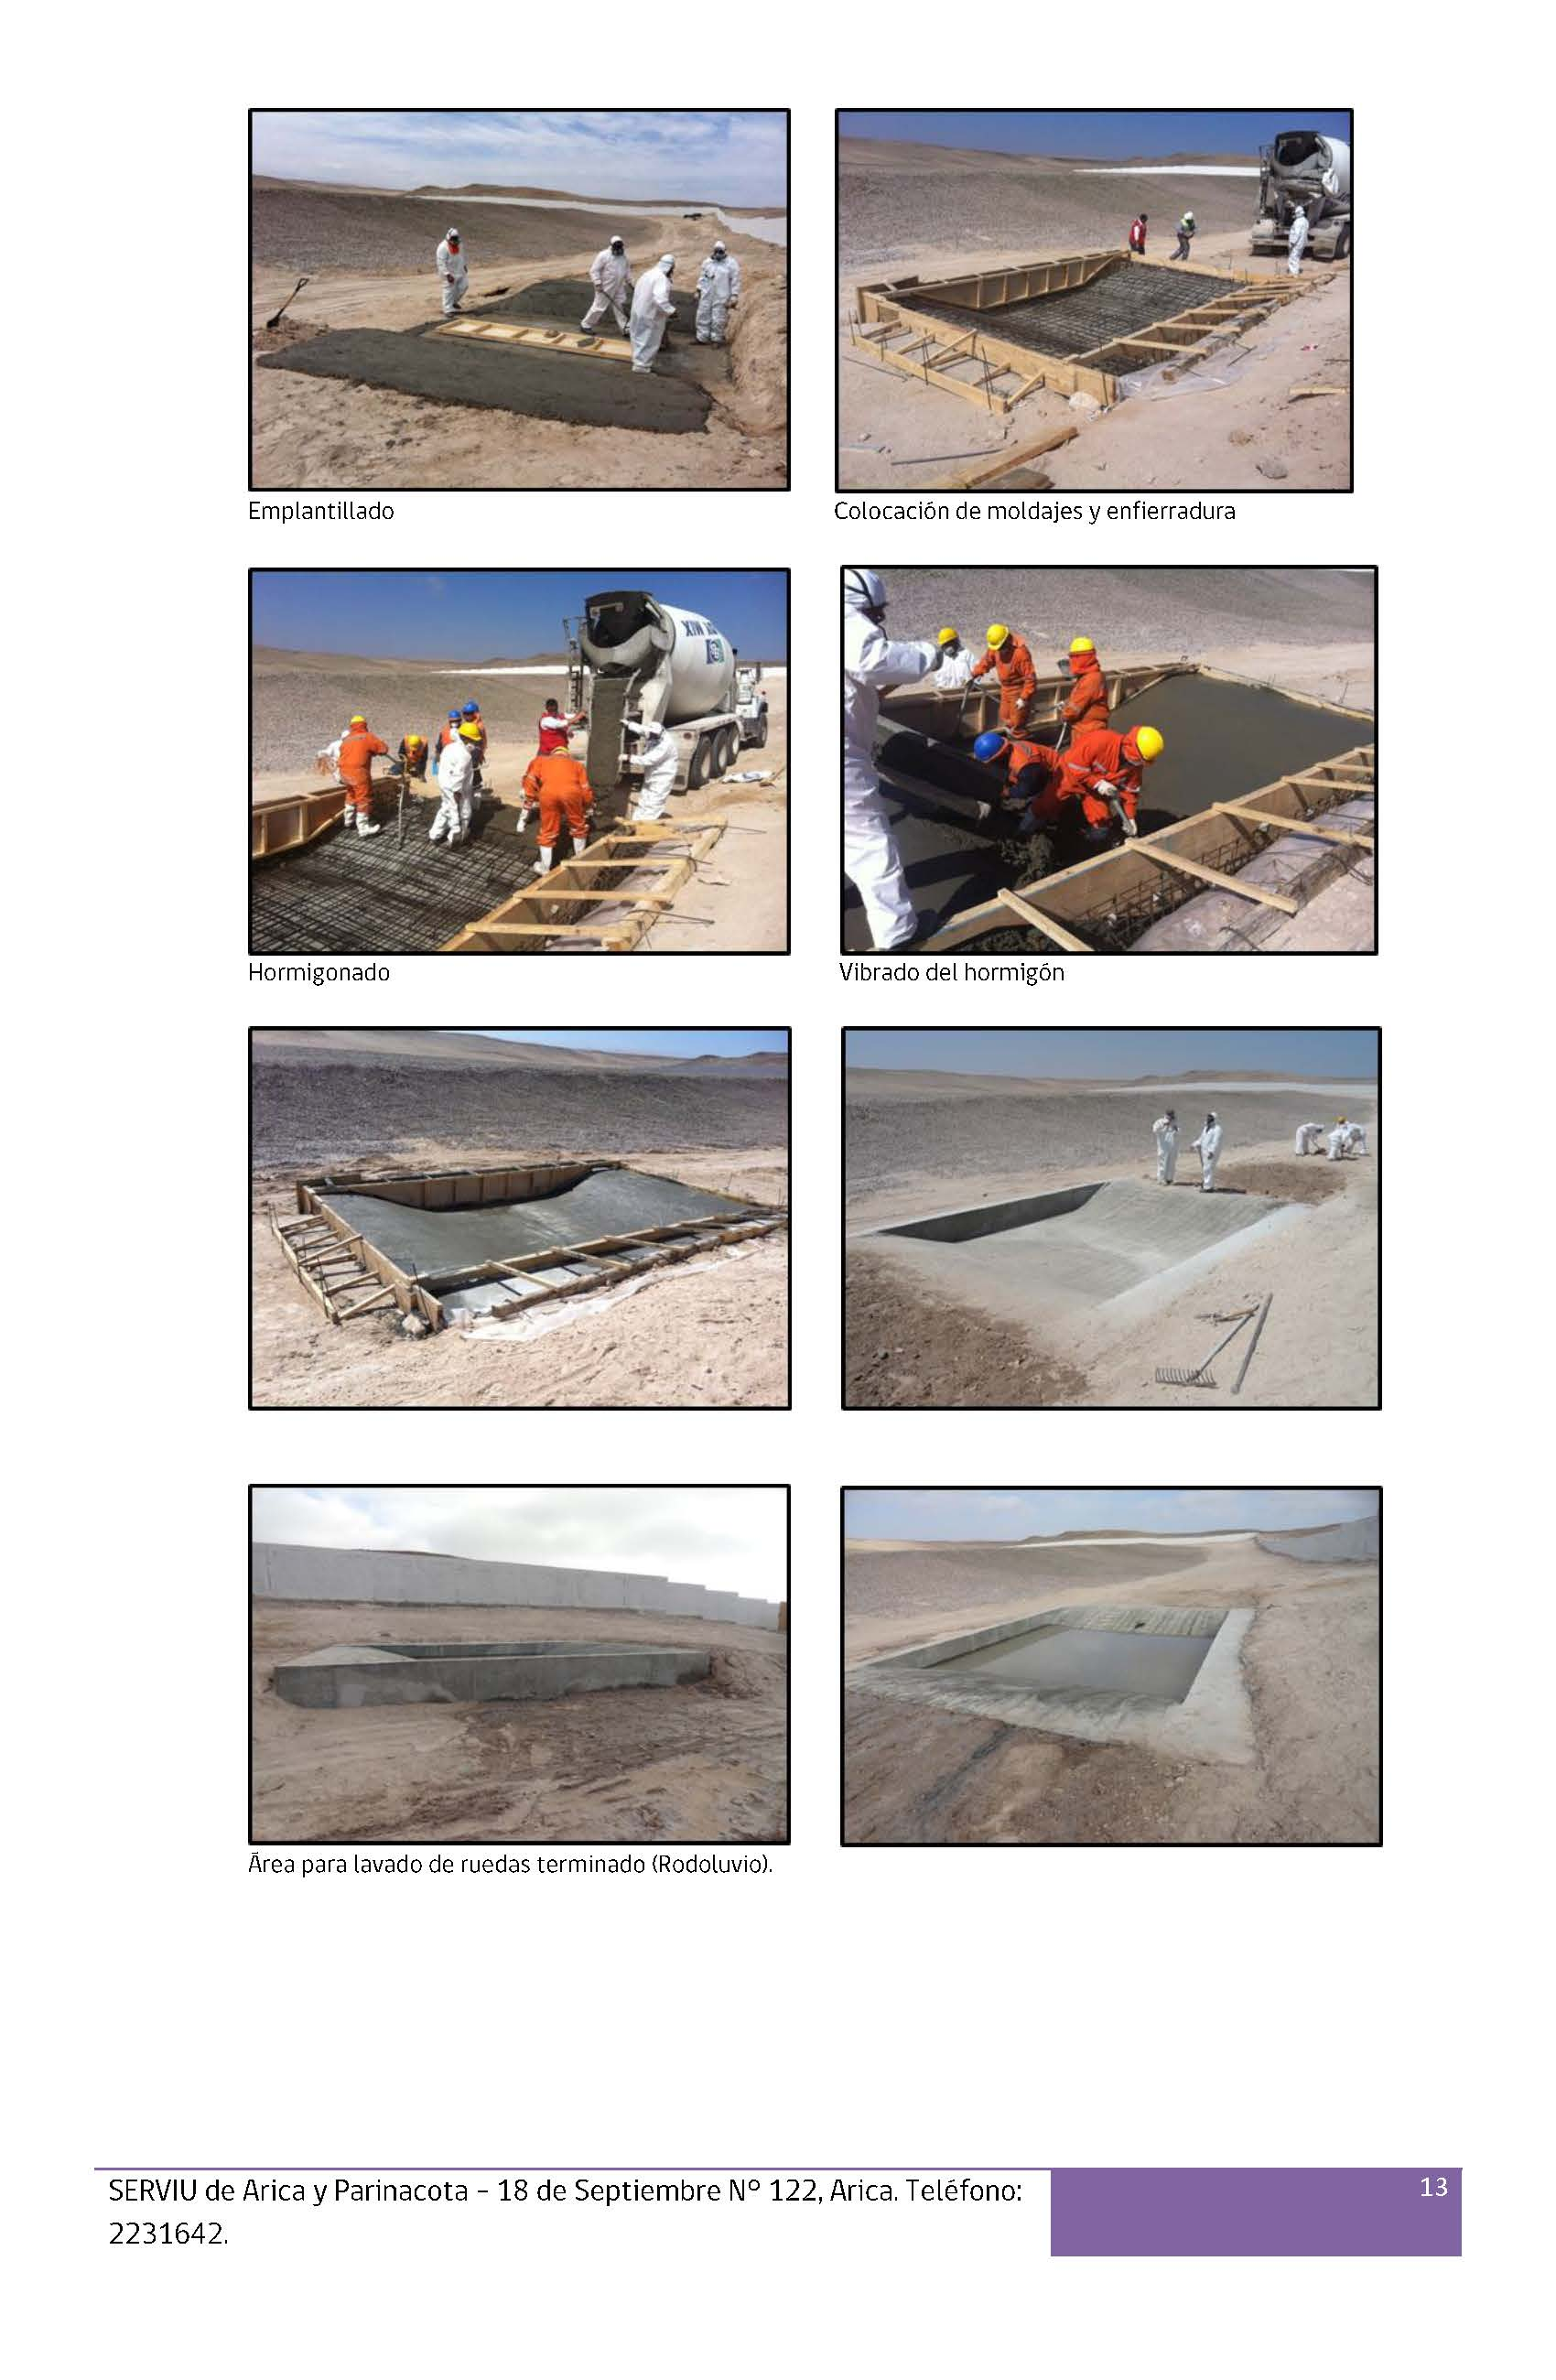 Emplantillado
Colocación de moldajes y enfierradura
Hormigonado
Vibrado del hormigón
Área para lavado de ruedas terminado (Rodoluvio).
SERVIU de Arica y Parinacota – 18 de Septiembre Nº 122, Arica. Teléfono:
2231642.
13